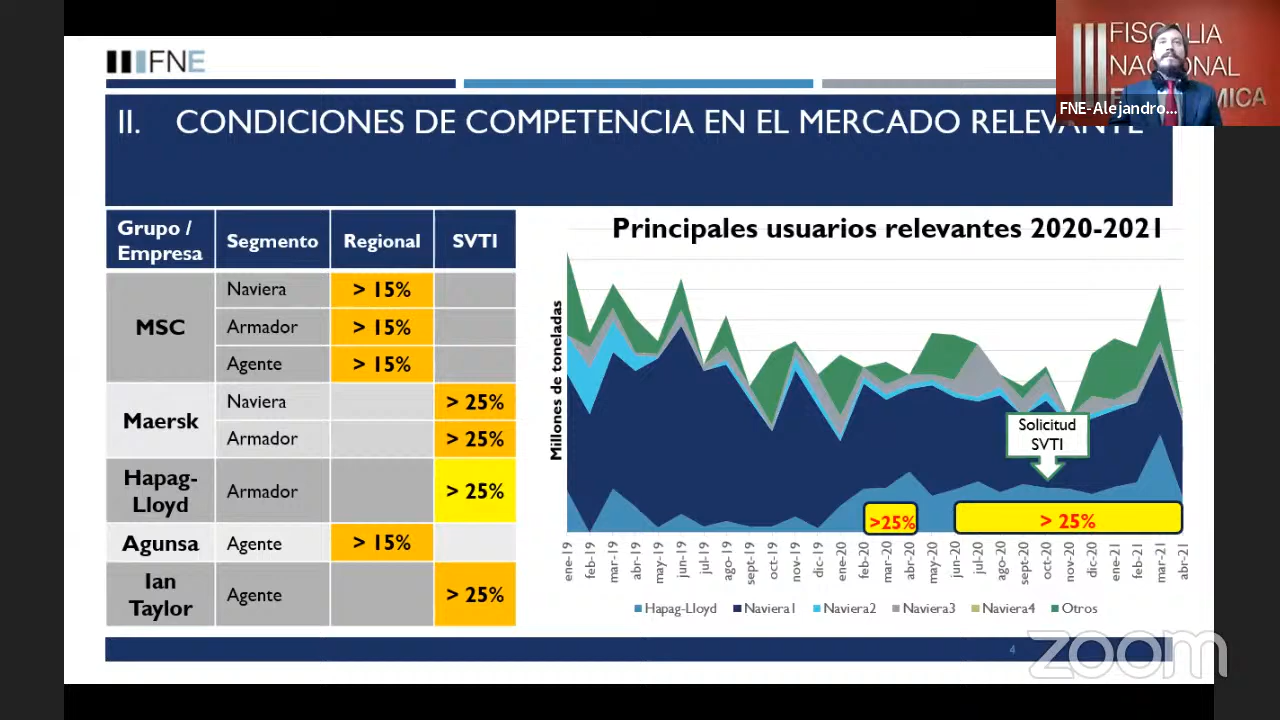 FNE
FISCALIA
NACIONAL
FNE-Alejandro...
II. CONDICIONES DE COMPETENCIA EN EL MERCADO RELEVANTE
Grupo / Empresa Segmento Regional SVTI
MSC
Naviera > 15%
Armador > 15%
Agente > 15%
Maersk
Naviera > 25%
Armador > 25%
Hapag-
Lloyd
Armador > 25%
Agunsa Agente > 15%
Ian
Taylor
Agente > 25%
Principales usuarios relevantes 2020-2021
Millones de toneladas
Solicitud
SVTI
>25%
> 25%
ene-19 feb-19 mar-19 abr-19 may-19 jun-19 jul-19 ago-19 sept-19 oct-19 nov-19 dic-19 ene-20 feb-20 mar-20 abr-20 may-20 jun-20 jul-20 ago-20 sept-20 oct-20 nov-20 dic-20 ene-21 feb-21 mar-21 abr-21
Hapag-Lloyd Naviera1 Naviera2 Naviera3 Naviera4 Otros
4
zoom